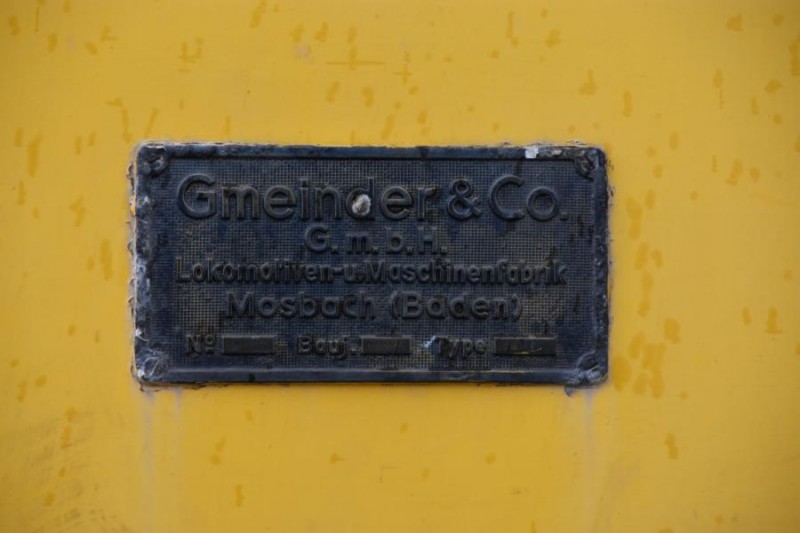 Gmeinder & Co.
G.m.b.H.
Lokomotiven-u.Maschinenfabrik
Mosbach (Baden)
No Bauj. Type